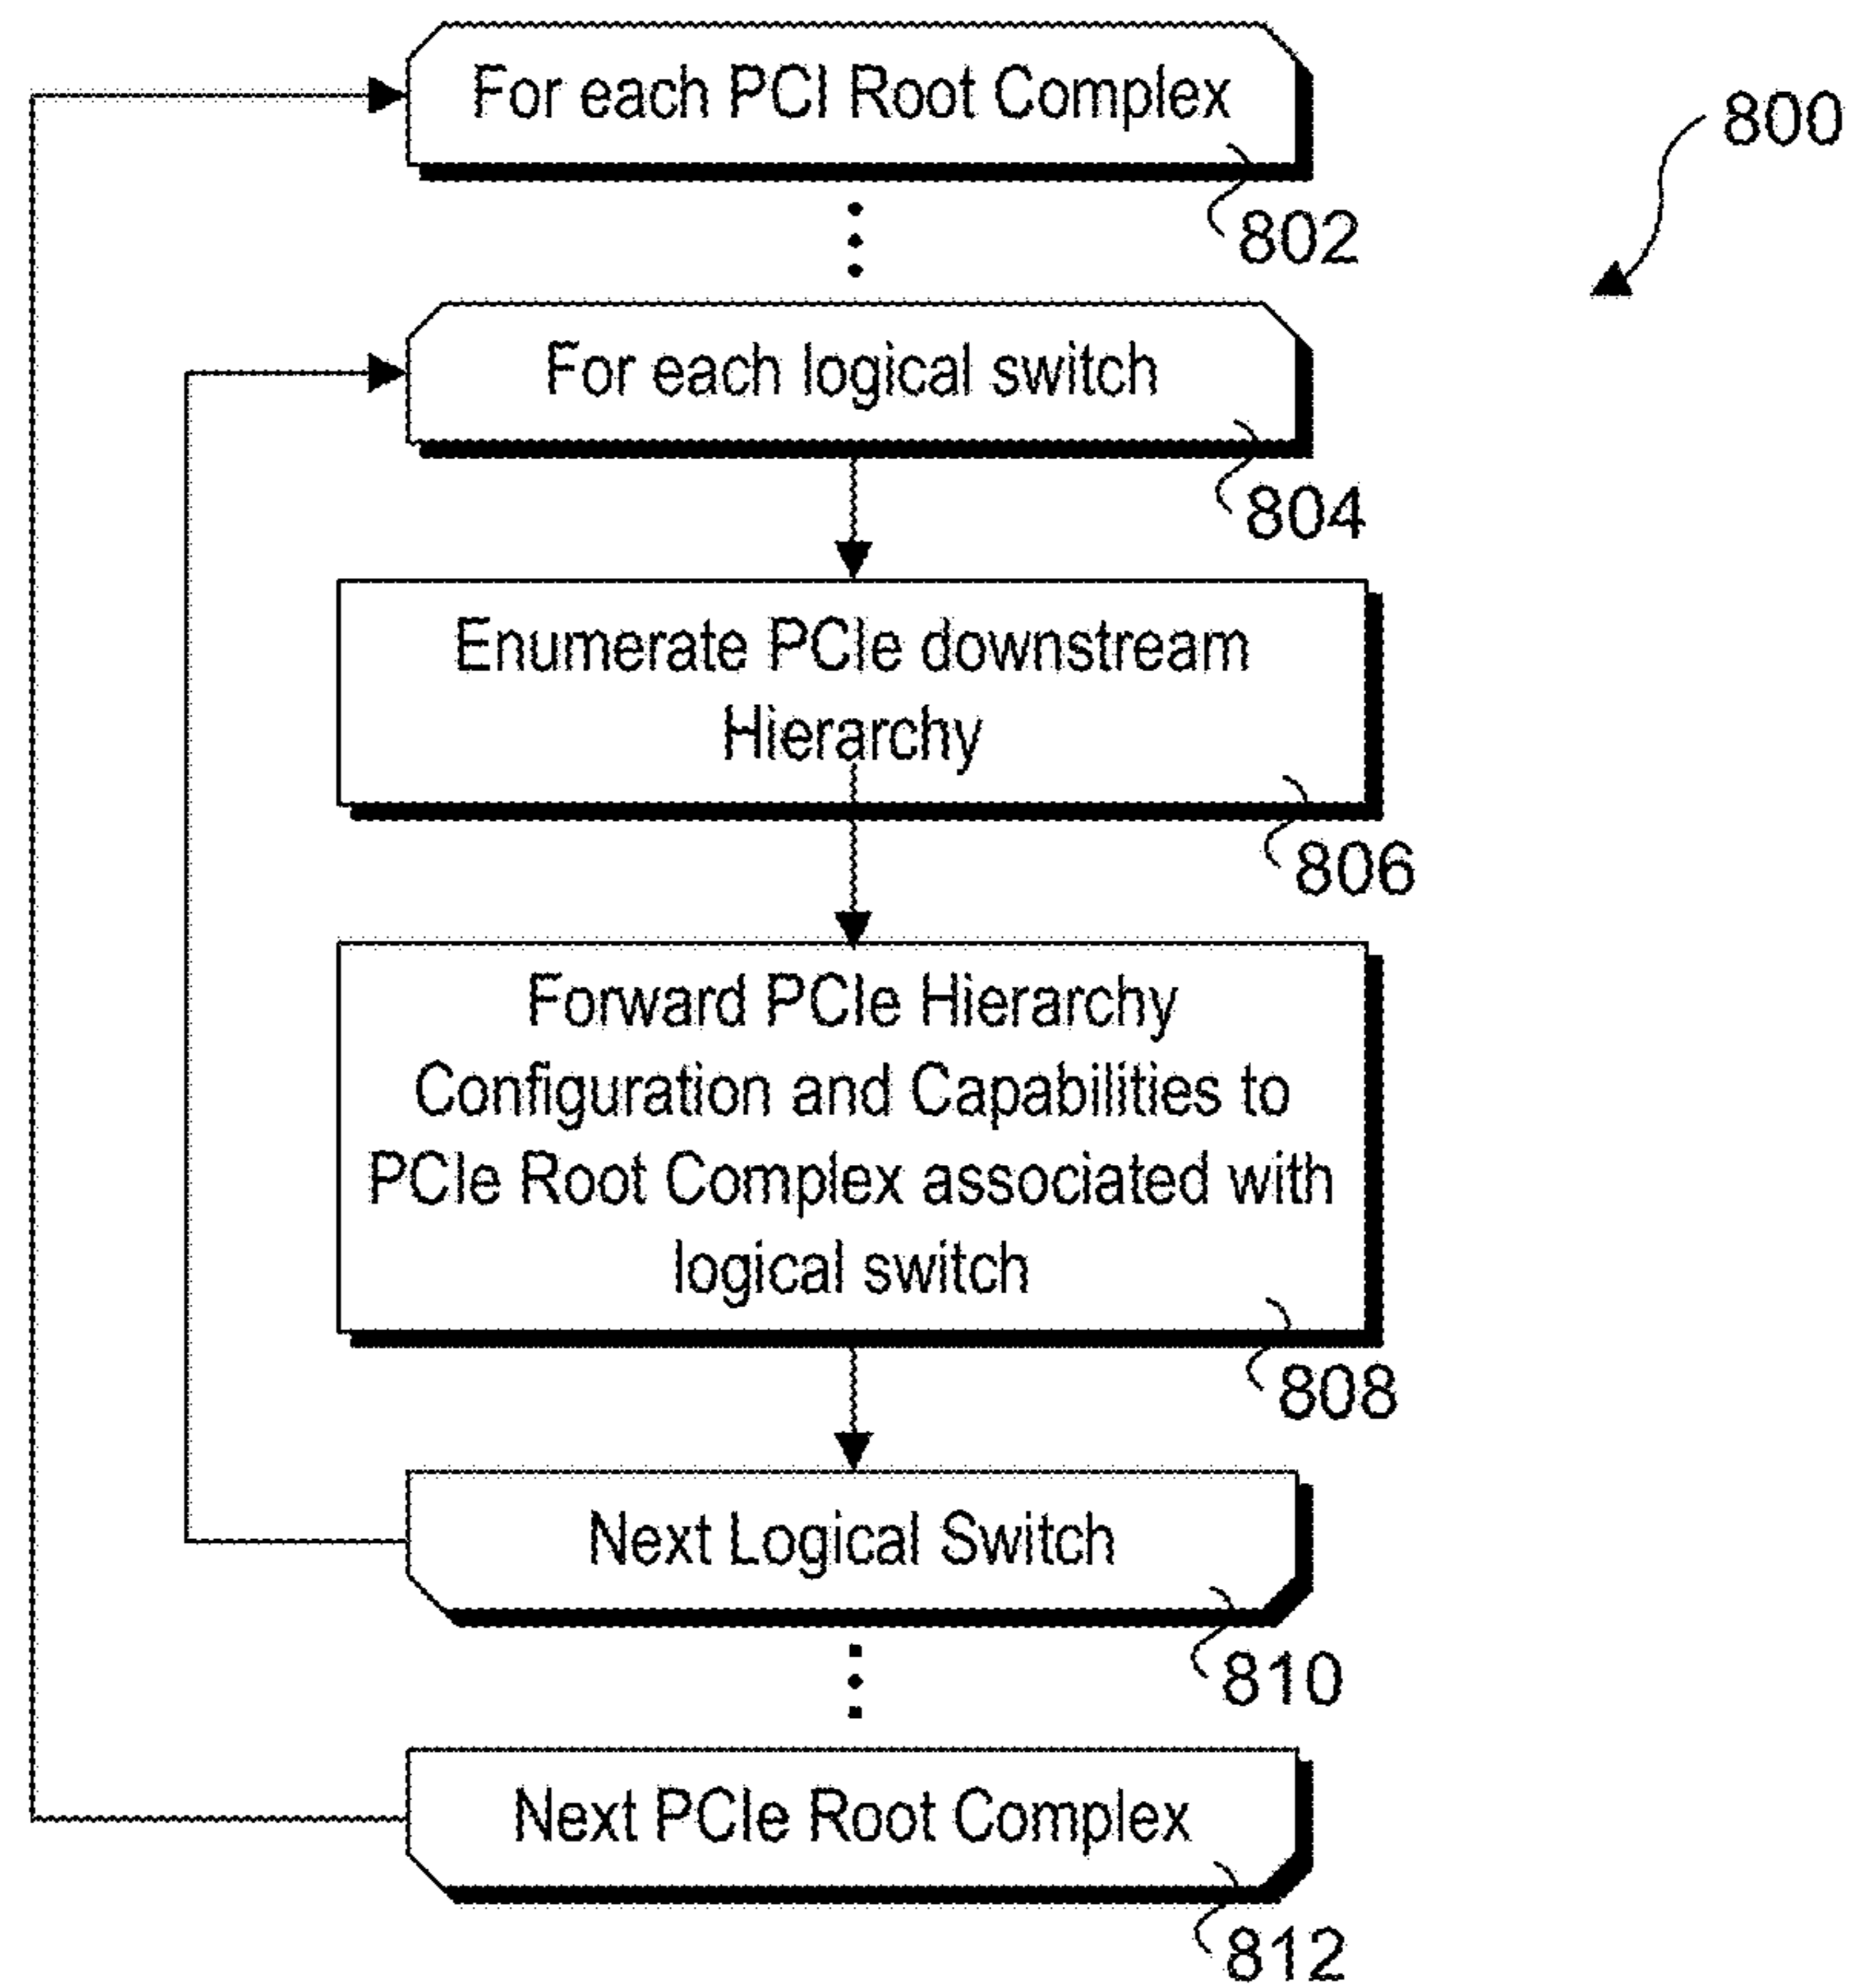 For each PCI Root Complex
800
802
For each logical switch
804
Enumerate PCIe downstream
Hierarchy
806
Forward PCIe Hierarchy
Configuration and Capabilities to
PCIe Root Complex associated with
logical switch
808
Next Logical Switch
810
Next PCIe Root Complex
812